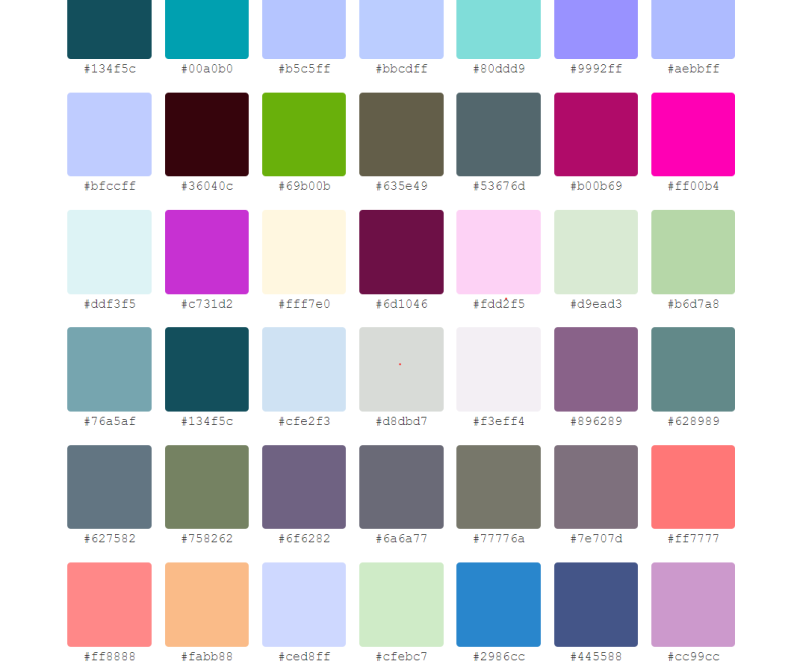 #134f5c #00a0b0 #b5c5ff #bbcdff #80ddd9 #9992ff #aebbff
#bfccff #36040c #69b00b #635e49 #53676d #b00b69 #ff00b4
#ddf3f5 #c731d2 #fff7e0 #6d1046 #fdd2f5 #d9ead3 #b6d7a8
#76a5af #134f5c #cfe2f3 #d8dbd7 #f3eff4 #896289 #628989
#627582 #758262 #6f6282 #6a6a77 #77776a #7e707d #ff7777
#ff8888 #fabb88 #ced8ff #cfebc7 #2986cc #445588 #cc99cc